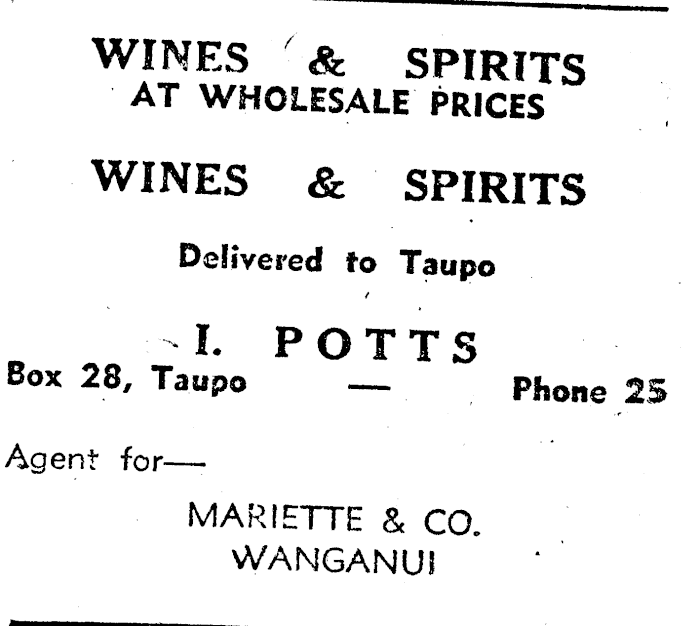 WINES & SPIRITS
AT WHOLESALE PRICES
WINES & SPIRITS
Delivered to Taupo
I. POTTS
Box 28, Taupo — Phone 25
Agent for—
MARIETTE & CO.
WANGANUI